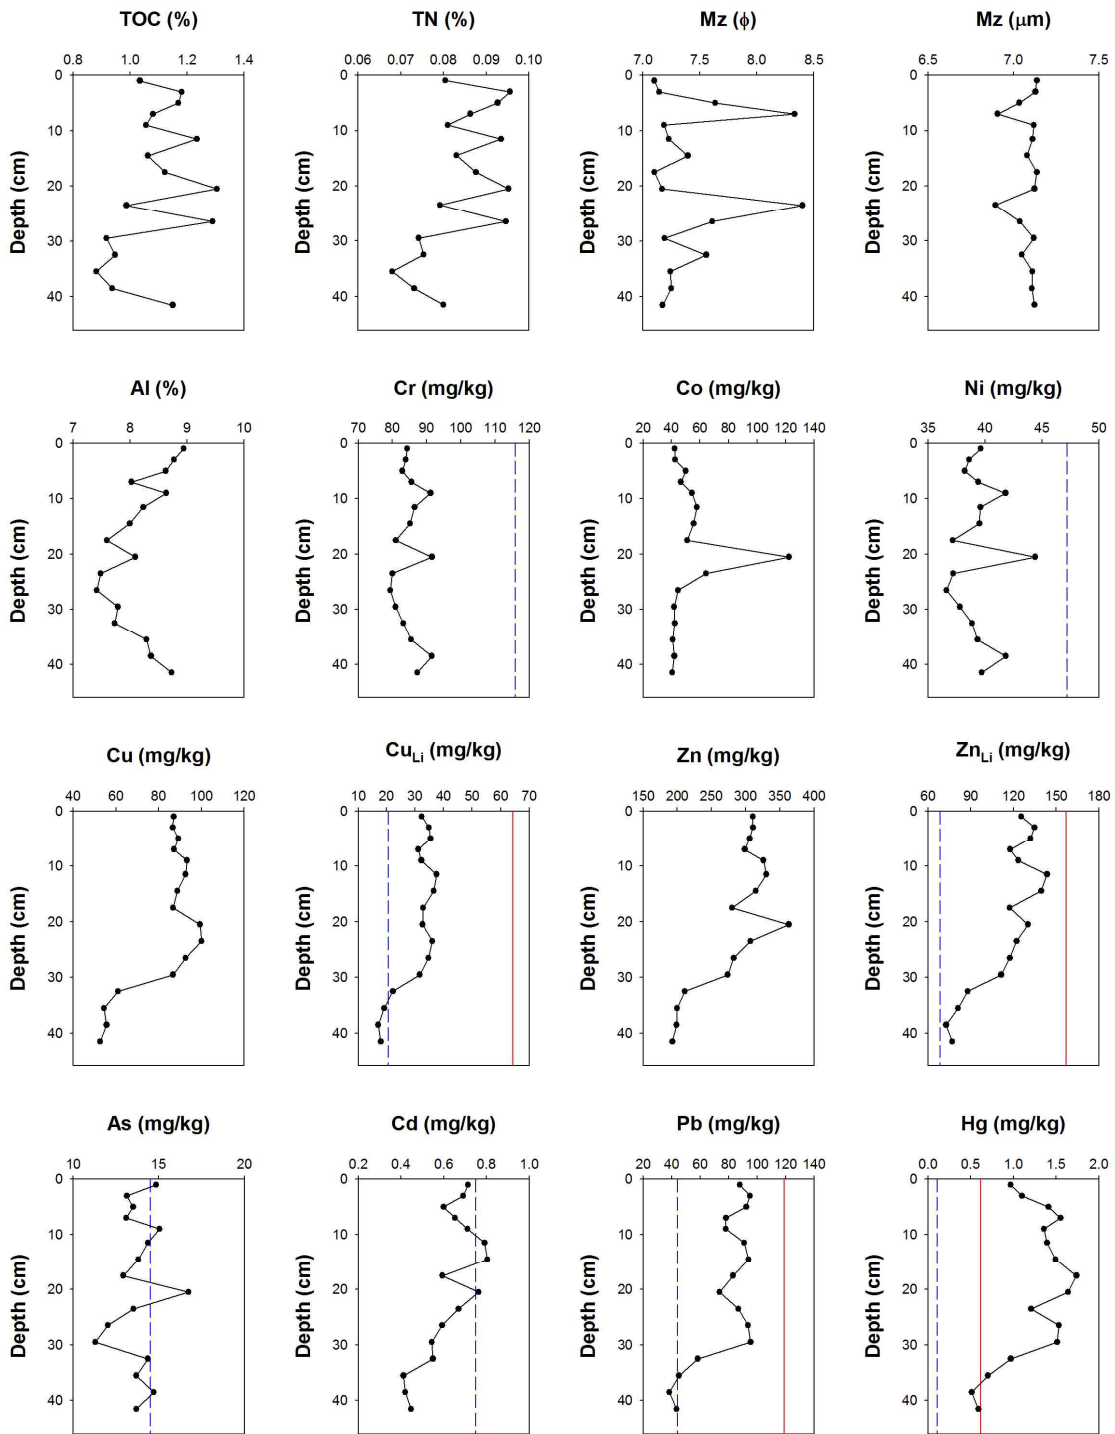 TOC (%) TN (%) Mz (ϕ) Mz (μm)
0.8 1.0 1.2 1.4 0.06 0.07 0.08 0.09 0.10 7.0 7.5 8.0 8.5 6.5 7.0 7.5
0 0 0 0
10 10 10 10
20 20 20 20
30 30 30 30
40 40 40 40
Depth (cm) Depth (cm) Depth (cm) Depth (cm)
Al (%) Cr (mg/kg) Co (mg/kg) Ni (mg/kg)
7 8 9 10 70 80 90 100 110 120 20 40 60 80 100 120 140 35 40 45 50
0 0 0 0
10 10 10 10
20 20 20 20
30 30 30 30
40 40 40 40
Depth (cm) Depth (cm) Depth (cm) Depth (cm)
Cu (mg/kg) Cu_Li (mg/kg) Zn (mg/kg) Zn_Li (mg/kg)
40 60 80 100 120 10 20 30 40 50 60 70 150 200 250 300 350 400 60 90 120 150 180
0 0 0 0
10 10 10 10
20 20 20 20
30 30 30 30
40 40 40 40
Depth (cm) Depth (cm) Depth (cm) Depth (cm)
As (mg/kg) Cd (mg/kg) Pb (mg/kg) Hg (mg/kg)
10 15 20 0.2 0.4 0.6 0.8 1.0 20 40 60 80 100 120 140 0.0 0.5 1.0 1.5 2.0
0 0 0 0
10 10 10 10
20 20 20 20
30 30 30 30
40 40 40 40
Depth (cm) Depth (cm) Depth (cm) Depth (cm)